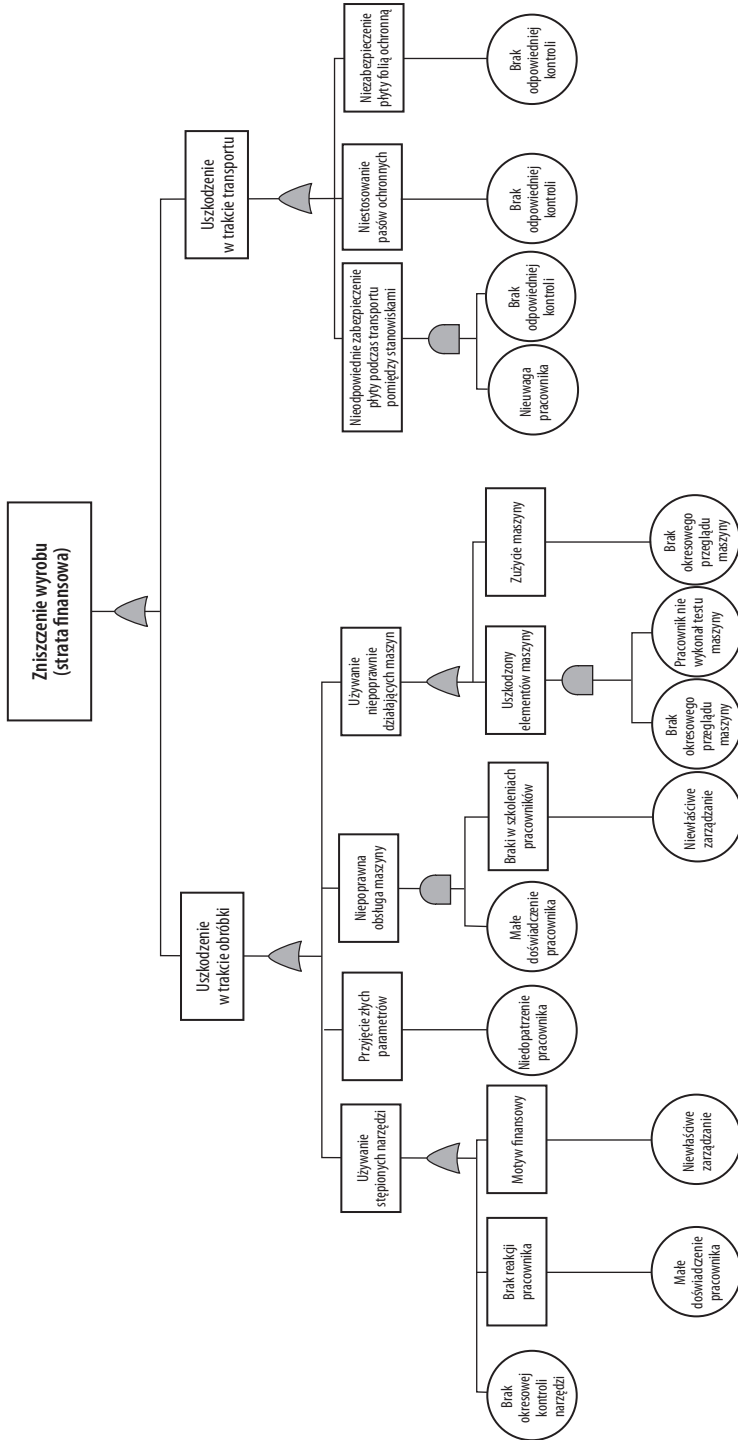 Zniszczenie wyrobu
(strata finansowa)
Uszkodzenie
w trakcie obróbki
Uszkodzenie
w trakcie transportu
Używanie
stępionych narzędzi
Przyjęcie złych
parametrów
Niepoprawna
obsługa maszyny
Używanie
niepoprawnie
działających maszyn
Nieodpowiednie zabezpieczenie
płyty podczas transportu
pomiędzy stanowiskami
Niestosowanie
pasów ochronnych
Niezabezpieczenie
płyty folią ochronną
Brak
okresowej
kontroli
narzędzi
Brak reakcji
pracownika
Motyw finansowy
Niedopatrzenie
pracownika
Małe
doświadczenie
pracownika
Braki w szkoleniach
pracowników
Uszkodzony
elementów maszyny
Zużyde maszyny
Nieuwaga
pracownika
Brak
odpowiedniej
kontroli
Brak
odpowiedniej
kontroli
Brak
odpowiedniej
kontroli
Małe
doświadczenie
pracownika
Niewłaściwe
zarządzanie
Niewłaściwe
zarządzanie
Brak
okresowego
przeglądu
maszyny
Pracownik nie
wykonał testu
maszyny
Brak
okresowego
przeglądu maszyny